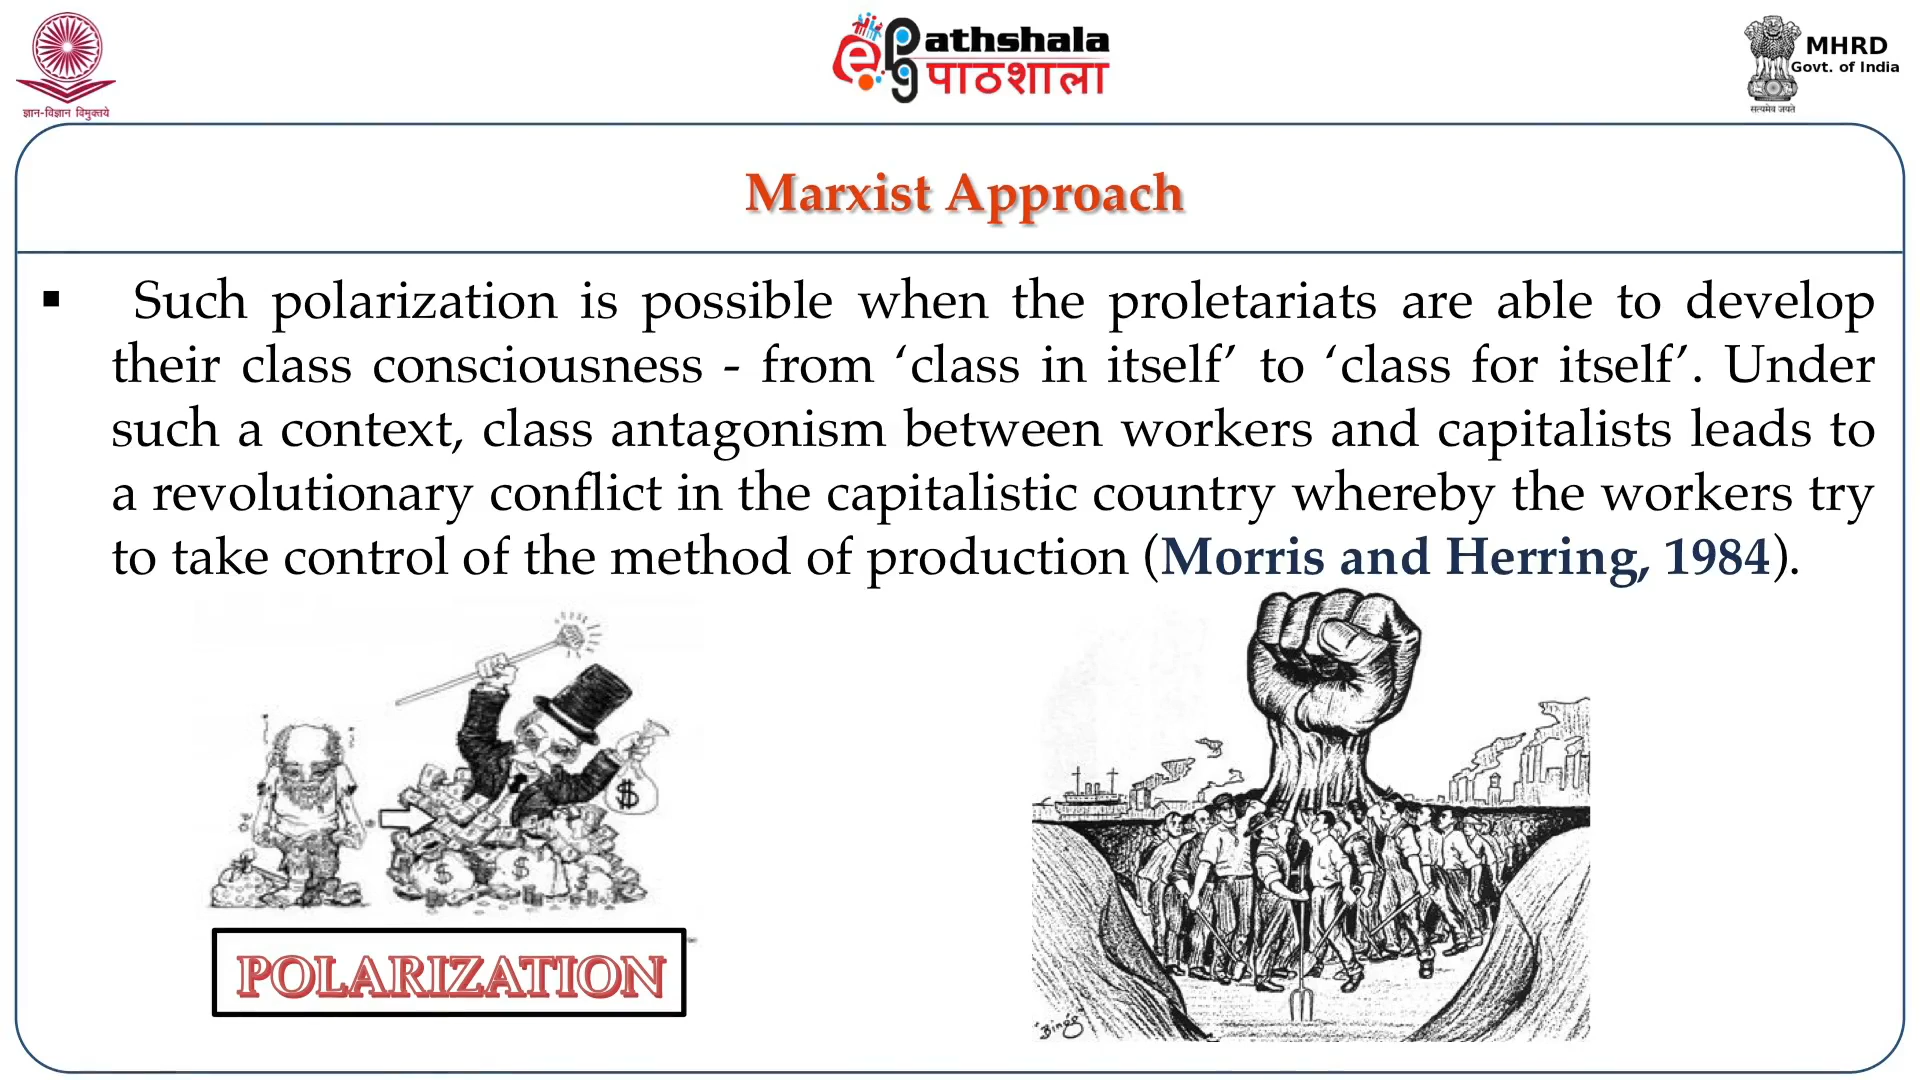 ज्ञान-विज्ञान विमुक्तये
ePathshala
पाठशाला
MHRD
Govt. of India
सत्यमेव जयते
Marxist Approach
▪ Such polarization is possible when the proletariats are able to develop
their class consciousness - from ‘class in itself’ to ‘class for itself’. Under
such a context, class antagonism between workers and capitalists leads to
a revolutionary conflict in the capitalistic country whereby the workers try
to take control of the method of production (Morris and Herring, 1984).
$
$ $ $
POLARIZATION
"Bingg"